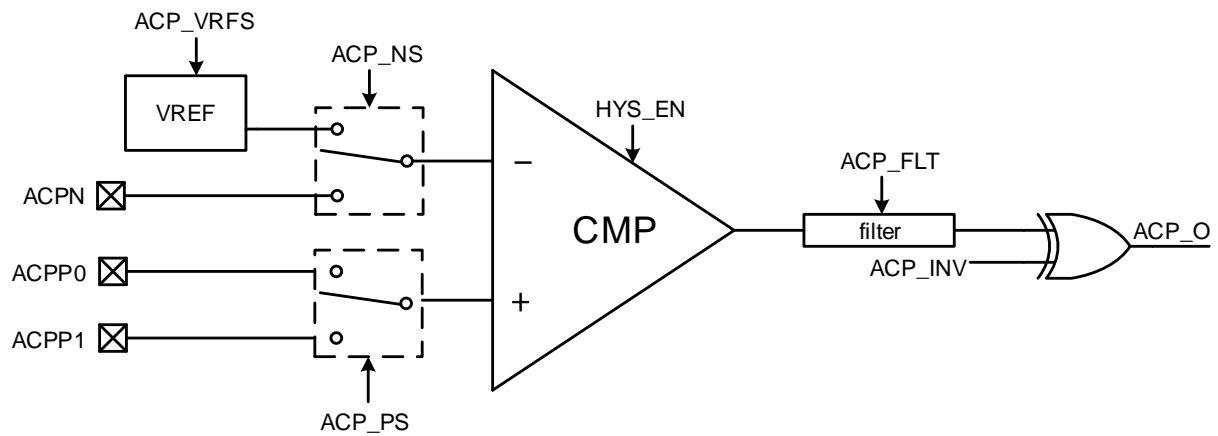 ACP_VRFS
ACP_NS
VREF
HYS_EN
ACPN
−
ACP_FLT
CMP
filter
ACP_O
ACPP0
ACP_INV
+
ACPP1
ACP_PS